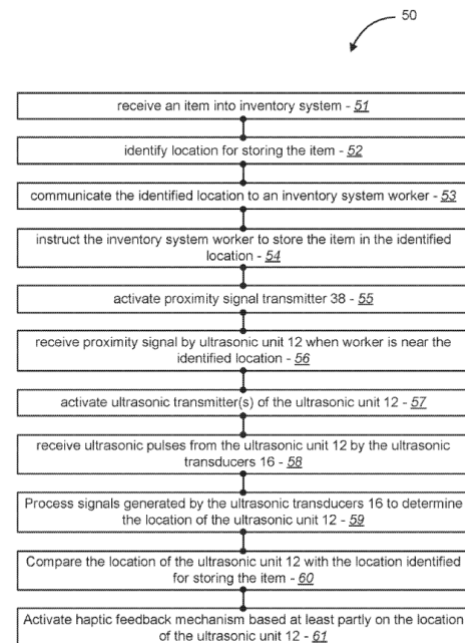 50
receive an item into inventory system - 51
identify location for storing the item - 52
communicate the identified location to an inventory system worker - 53
instruct the inventory system worker to store the item in the identified
location - 54
activate proximity signal transmitter 38 - 55
receive proximity signal by ultrasonic unit 12 when worker is near the
identified location - 56
activate ultrasonic transmitter(s) of the ultrasonic unit 12 - 57
receive ultrasonic pulses from the ultrasonic unit 12 by the ultrasonic
transducers 16 - 58
Process signals generated by the ultrasonic transducers 16 to determine
the location of the ultrasonic unit 12 - 59
Compare the location of the ultrasonic unit 12 with the location identified
for storing the item - 60
Activate haptic feedback mechanism based at least partly on the location
of the ultrasonic unit 12 - 61